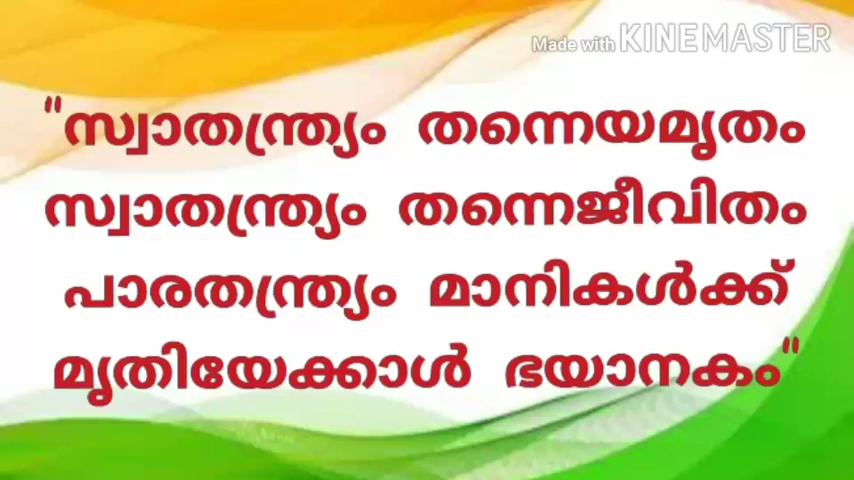 Made with KINEMASTER
"സ്വാതന്ത്ര്യം തന്നെയമൃതം
സ്വാതന്ത്ര്യം തന്നെജീവിതം
പാരതന്ത്ര്യം മാനികൾക്ക്
മൃതിയേക്കാൾ ഭയാനകം"